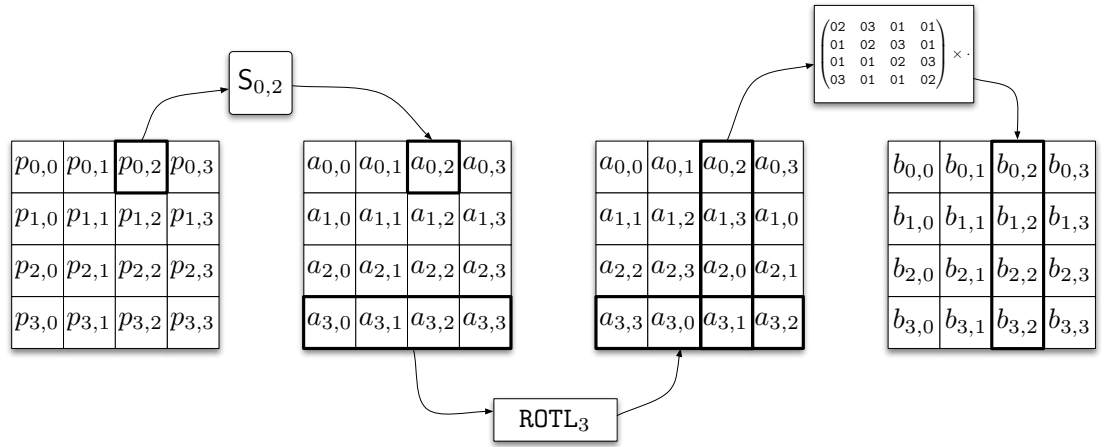 02 03 01 01
01 02 03 01
01 01 02 03
03 01 01 02
× ·
S0,2
p0,0 p0,1 p0,2 p0,3
p1,0 p1,1 p1,2 p1,3
p2,0 p2,1 p2,2 p2,3
p3,0 p3,1 p3,2 p3,3
a0,0 a0,1 a0,2 a0,3
a1,0 a1,1 a1,2 a1,3
a2,0 a2,1 a2,2 a2,3
a3,0 a3,1 a3,2 a3,3
a0,0 a0,1 a0,2 a0,3
a1,1 a1,2 a1,3 a1,0
a2,2 a2,3 a2,0 a2,1
a3,3 a3,0 a3,1 a3,2
b0,0 b0,1 b0,2 b0,3
b1,0 b1,1 b1,2 b1,3
b2,0 b2,1 b2,2 b2,3
b3,0 b3,1 b3,2 b3,3
ROTL3